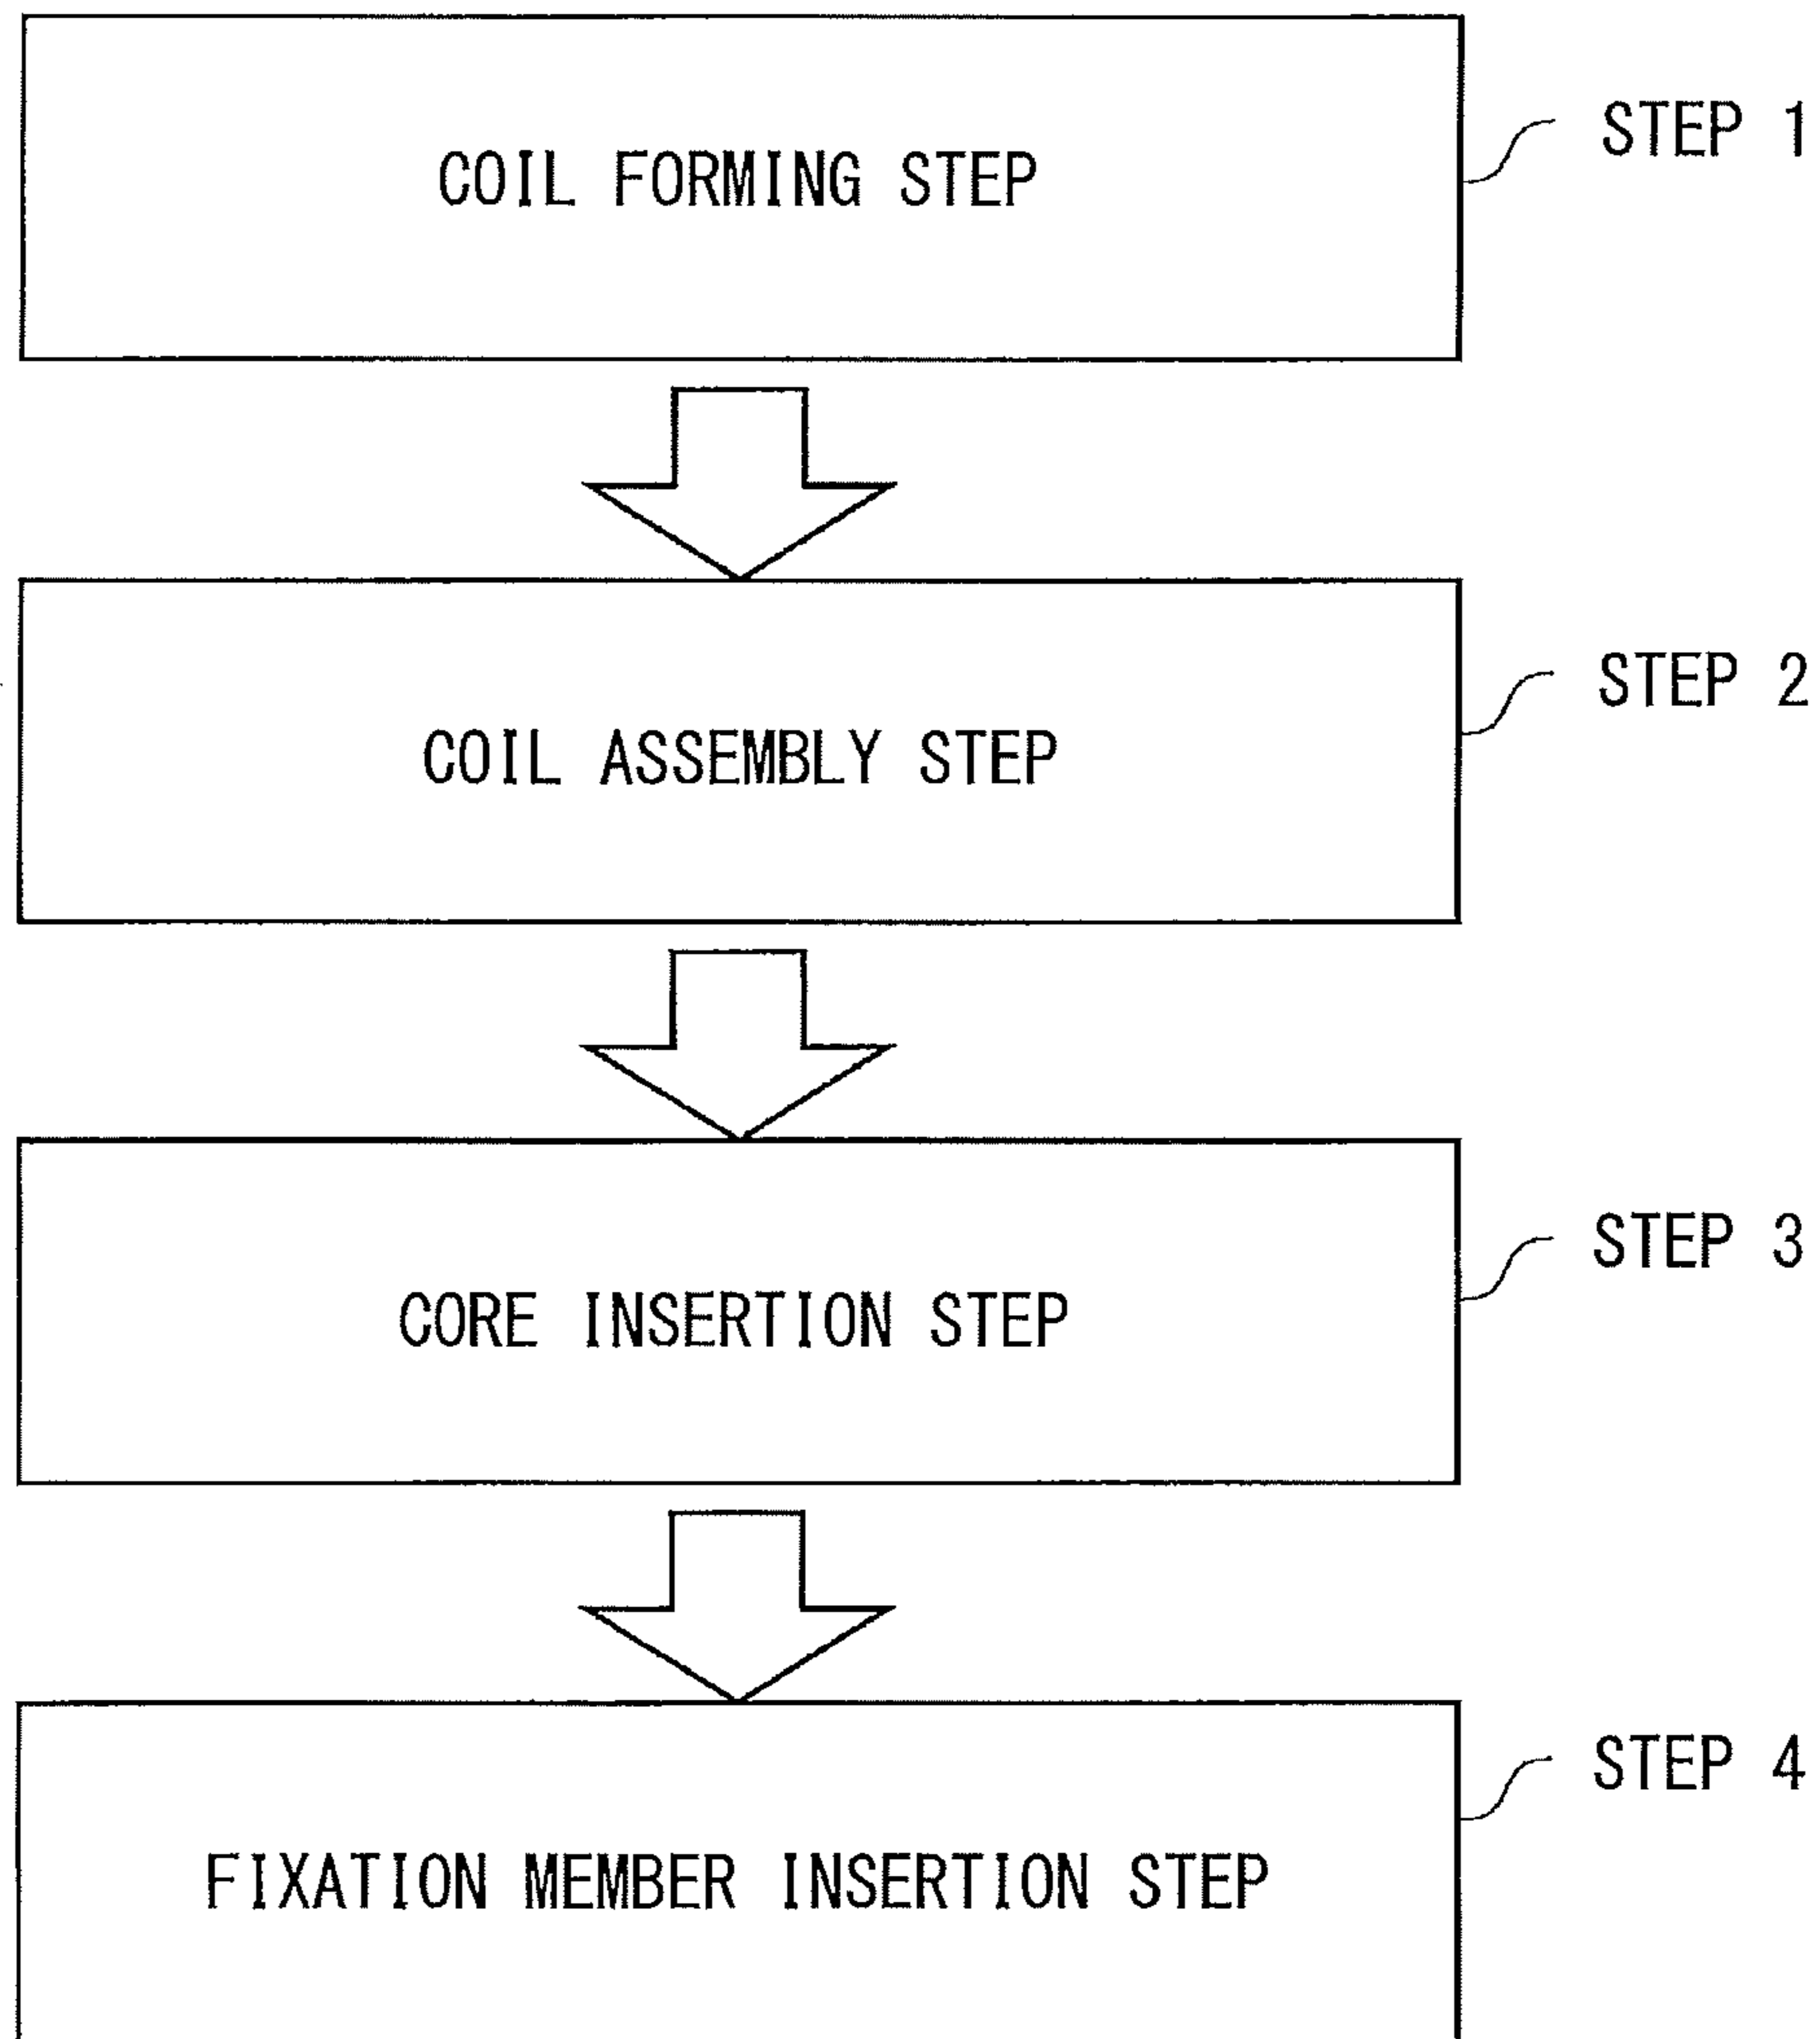 COIL FORMING STEP
STEP 1
COIL ASSEMBLY STEP
STEP 2
CORE INSERTION STEP
STEP 3
FIXATION MEMBER INSERTION STEP
STEP 4